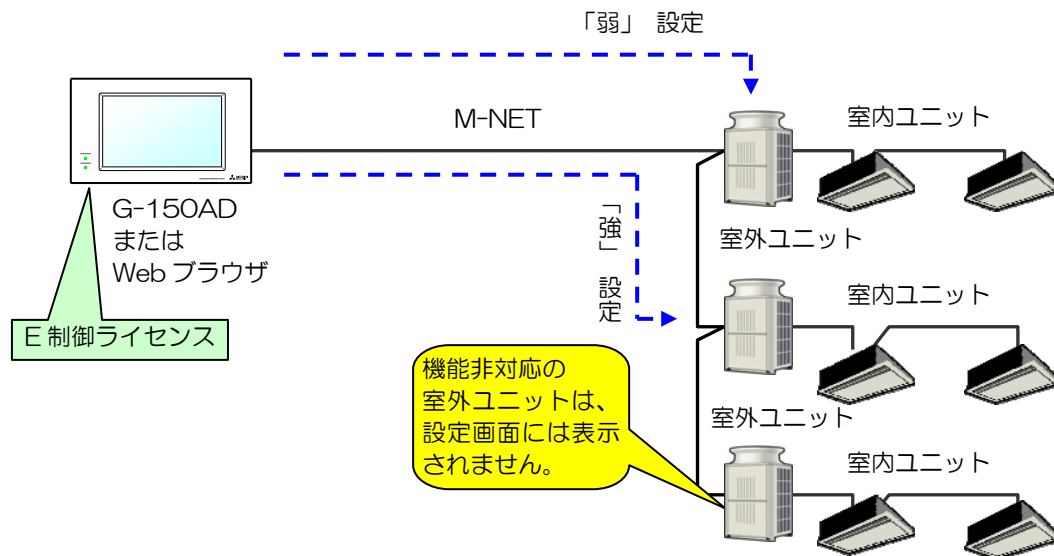 「弱」 設定
M-NET
室内ユニット
G-150AD
または
Web ブラウザ
E 制御ライセンス
「強」 設定
室外ユニット
室内ユニット
機能非対応の
室外ユニットは、
設定画面には表示
されません。
室外ユニット
室内ユニット